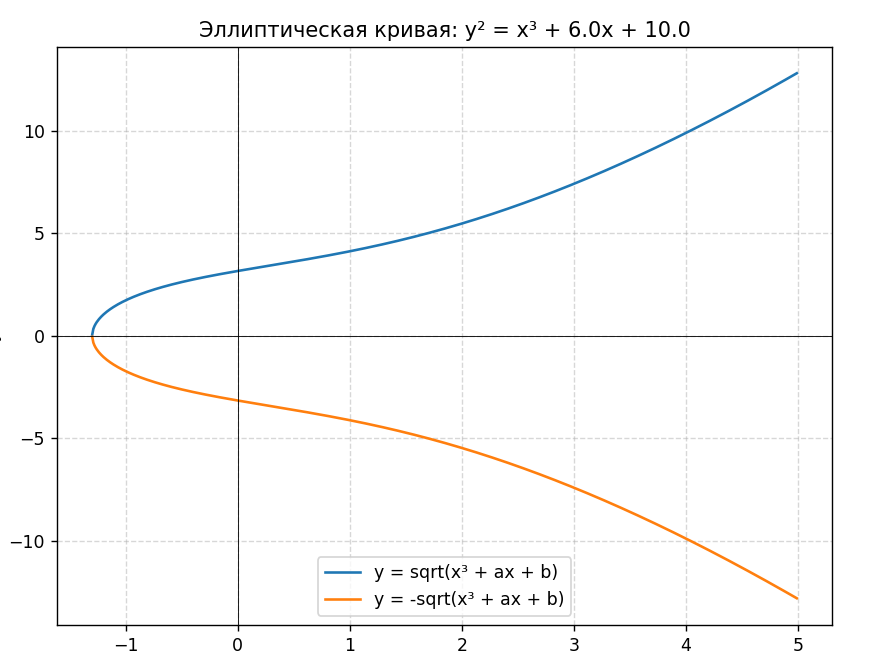 Эллиптическая кривая: y² = x³ + 6.0x + 10.0
10
5
0
−5
−10
y = sqrt(x³ + ax + b)
y = -sqrt(x³ + ax + b)
−1 0 1 2 3 4 5